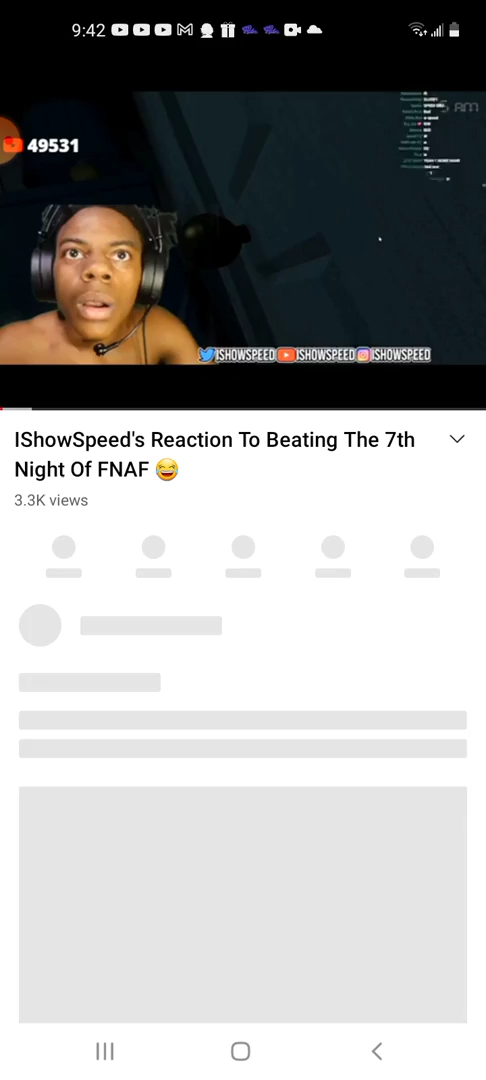 9:42
49531
ISHOWSPEED ISHOWSPEED ISHOWSPEED
IShowSpeed's Reaction To Beating The 7th
Night Of FNAF 😂
3.3K views